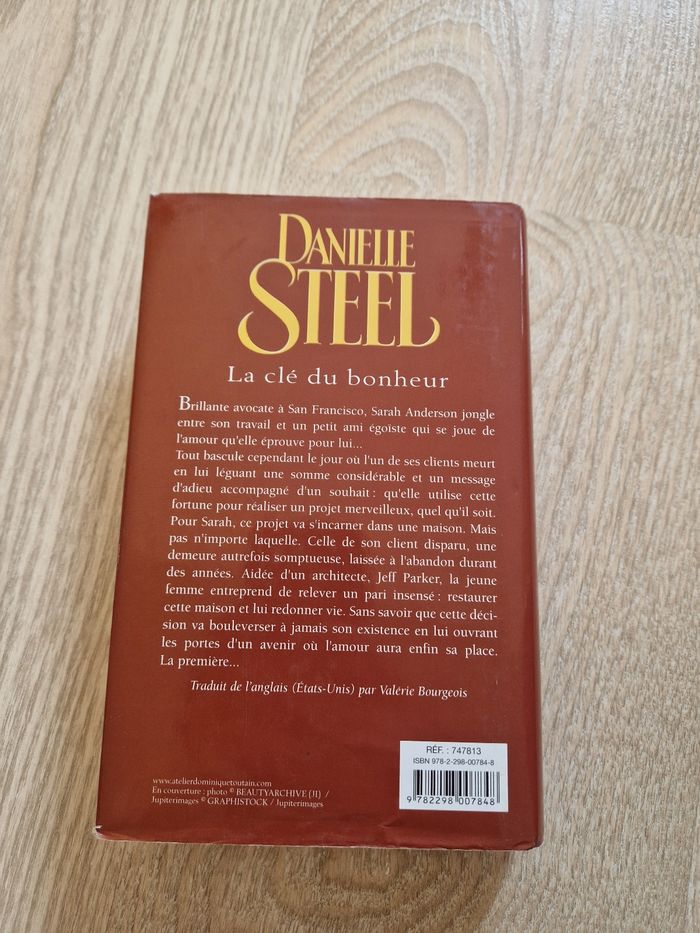 DANIELLE
STEEL
La clé du bonheur
Brillante avocate à San Francisco, Sarah Anderson jongle
entre son travail et un petit ami égoïste qui se joue de
l'amour qu'elle éprouve pour lui...
Tout bascule cependant le jour où l'un de ses clients meurt
en lui léguant une somme considérable et un message
d'adieu accompagné d'un souhait : qu'elle utilise cette
fortune pour réaliser un projet merveilleux, quel qu'il soit.
Pour Sarah, ce projet va s'incarner dans une maison. Mais
pas n'importe laquelle. Celle de son client disparu, une
demeure autrefois somptueuse, laissée à l'abandon durant
des années. Aidée d'un architecte, Jeff Parker, la jeune
femme entreprend de relever un pari insensé : restaurer
cette maison et lui redonner vie. Sans savoir que cette déci-
sion va bouleverser à jamais son existence en lui ouvrant
les portes d'un avenir où l'amour aura enfin sa place.
La première...
Traduit de l'anglais (États-Unis) par Valérie Bourgeois
RÉF. : 747813
ISBN 978-2-298-00784-8
9 782298 007848
www.atelierdominiquetoutain.com
En couverture : photo © BEAUTYARCHIVE (JI) /
Jupiterimages © GRAPHISTOCK / Jupiterimages